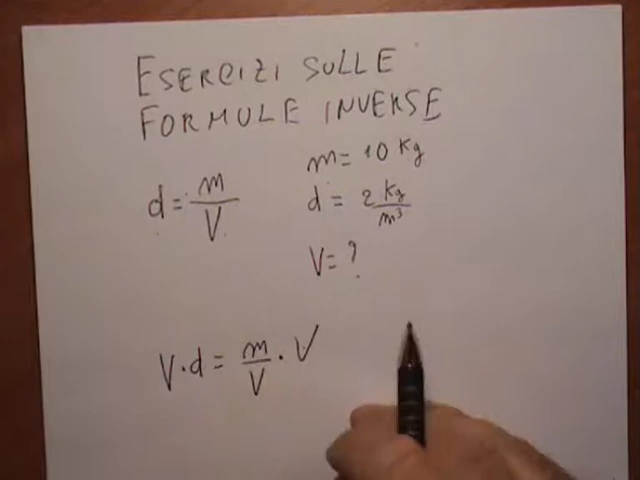 ESERCIZI SULLE
FORMULE INVERSE
d = m/V
m = 10 Kg
d = 2 Kg/m³
V = ?
V · d = m/V · V